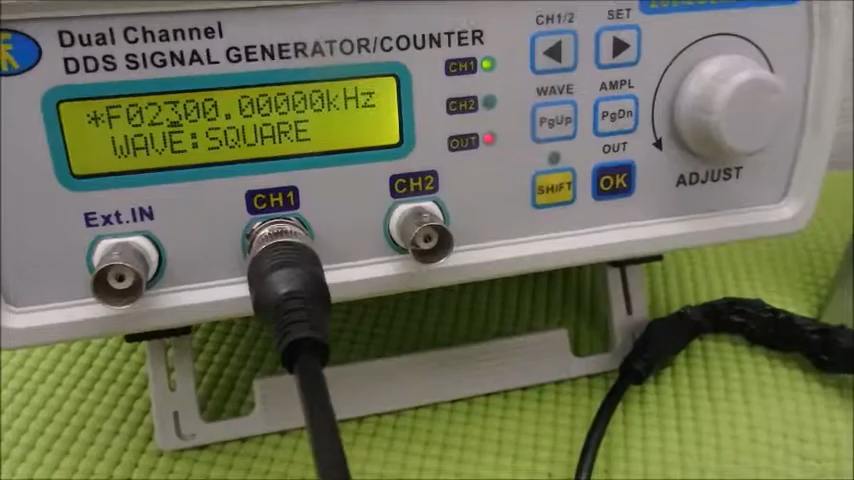 Dual Channel
DDS SIGNAL GENERATOR/COUNTER
*F02300.00000kHz
WAVE:SQUARE
CH1
CH2
OUT
CH1/2
SET
WAVE
AMPL
PgUp
PgDn
OUT
SHIFT
OK
ADJUST
Ext.IN
CH1
CH2